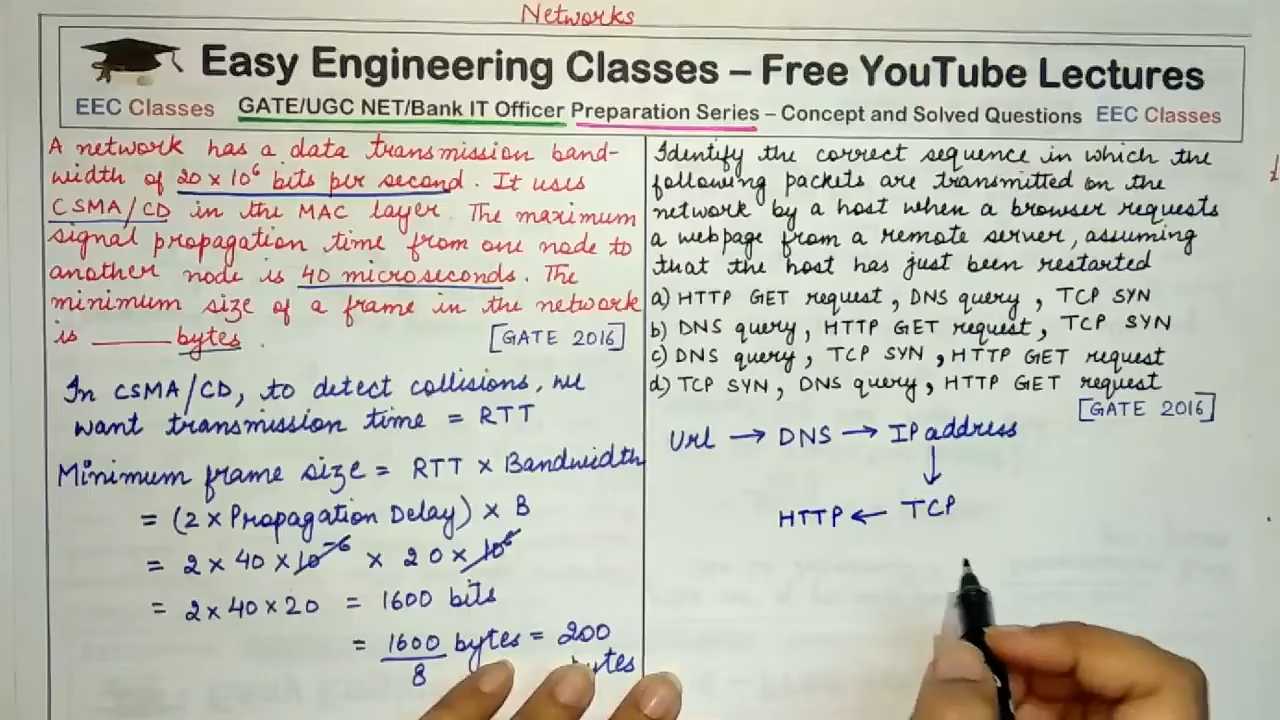 Networks
Easy Engineering Classes – Free YouTube Lectures
EEC Classes GATE/UGC NET/Bank IT Officer Preparation Series – Concept and Solved Questions EEC Classes
A network has a data transmission band-
width of 20 × 10⁶ bits per second. It uses
CSMA/CD in the MAC layer. The maximum
signal propagation time from one node to
another node is 40 microseconds. The
minimum size of a frame in the network
is ______ bytes.
[GATE 2016]
In CSMA/CD, to detect collisions, we
want transmission time = RTT
Minimum frame size = RTT × Bandwidth
= (2 × Propagation Delay) × B
= 2 × 40 × 10⁻⁶ × 20 × 10⁶
= 2 × 40 × 20 = 1600 bits
= 1600 bytes = 200
8 bytes
Identify the correct sequence in which the
following packets are transmitted on the
network by a host when a browser requests
a webpage from a remote server, assuming
that the host has just been restarted
a) HTTP GET request, DNS query, TCP SYN
b) DNS query, HTTP GET request, TCP SYN
c) DNS query, TCP SYN, HTTP GET request
d) TCP SYN, DNS query, HTTP GET request
[GATE 2016]
Url → DNS → IP address
↓
HTTP ← TCP